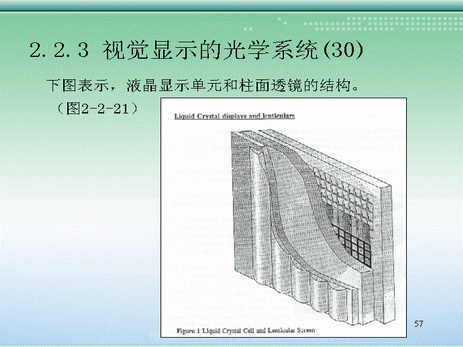 2.2.3 视觉显示的光学系统(30)
下图表示，液晶显示单元和柱面透镜的结构。
（图2-2-21）
Liquid Crystal displays and lenticulars
Figure 1 Liquid Crystal Cell and Lenticular Screen
57